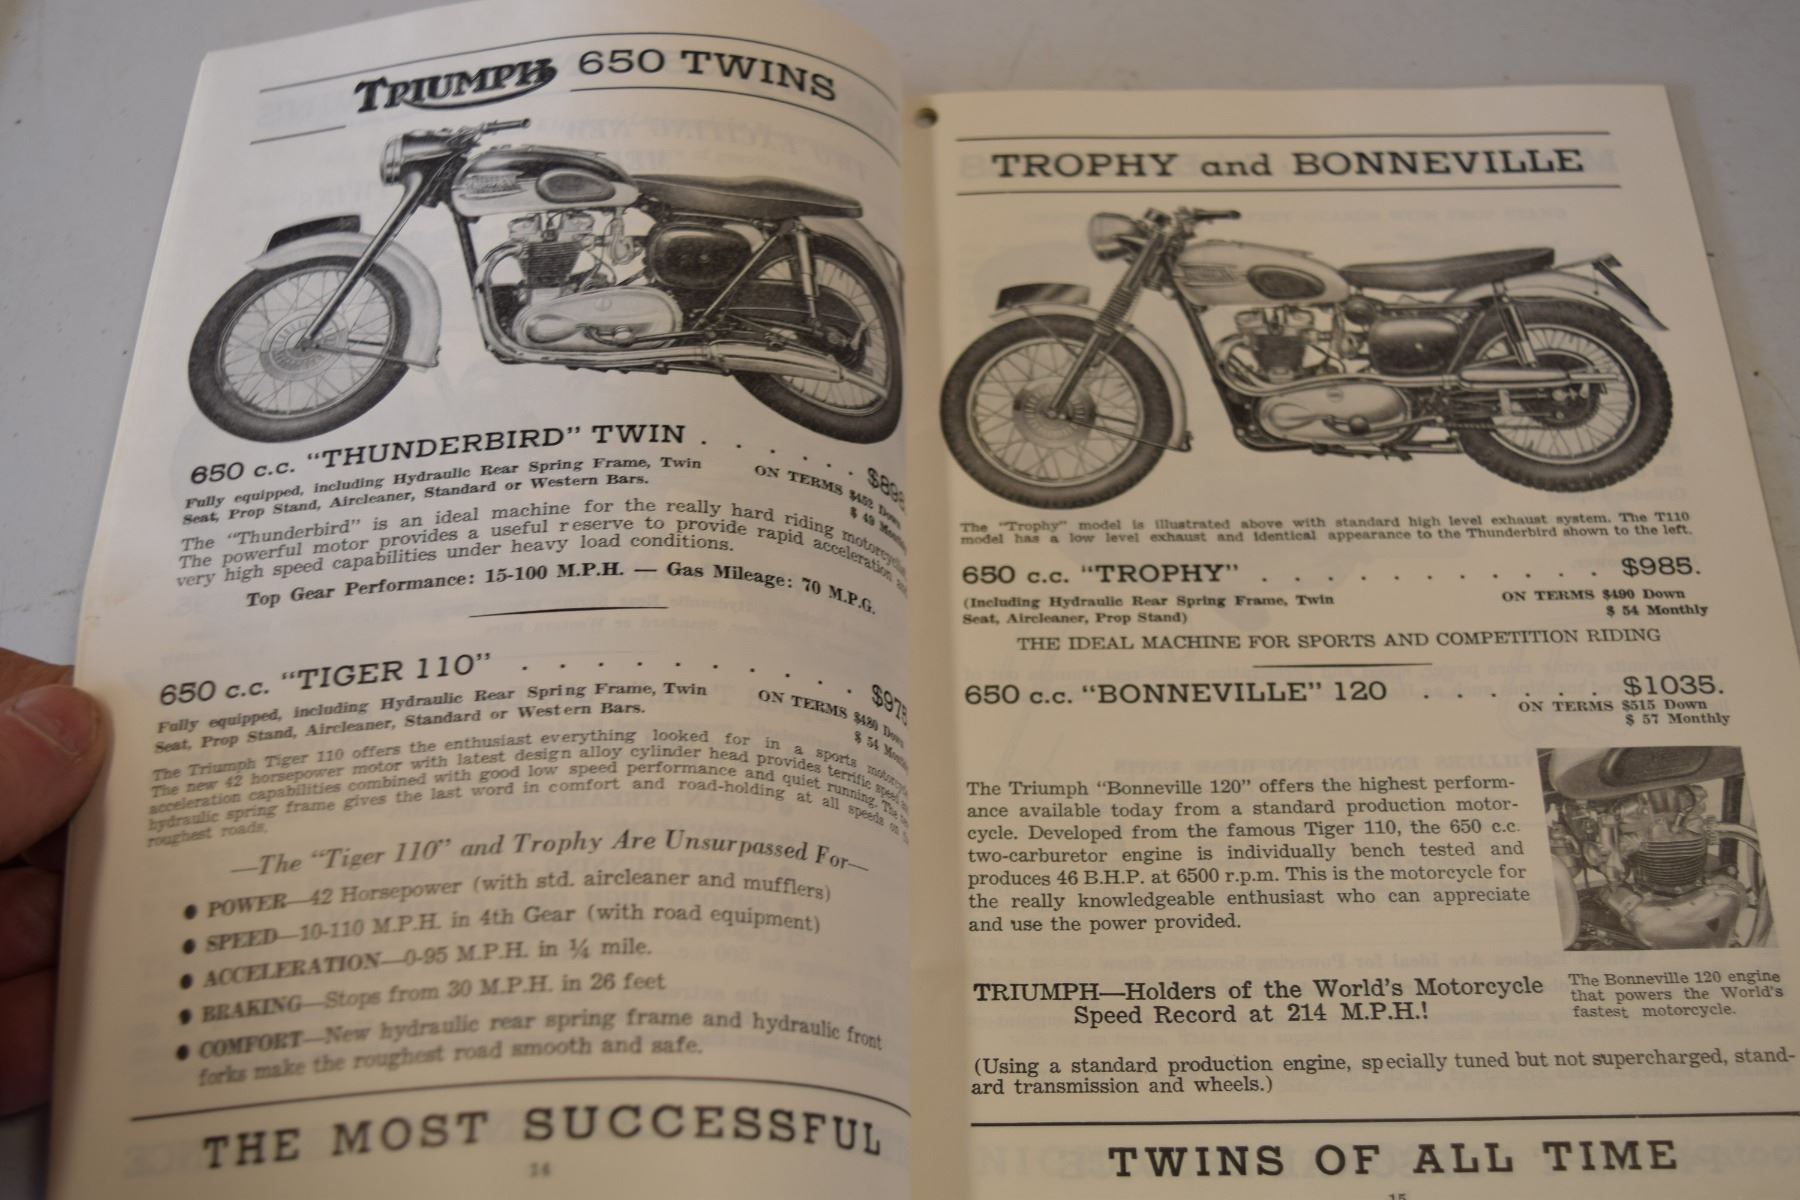 TRIUMPH 650 TWINS
650 c.c. "THUNDERBIRD" TWIN . . . . . .
Fully equipped, including Hydraulic Rear Spring Frame, Twin
Seat, Prop Stand, Aircleaner, Standard or Western Bars.
ON TERMS $452 Down
$ 49
The "Thunderbird" is an ideal machine for the really hard riding
The powerful motor provides a useful reserve to provide rapid acceleration and
very high speed capabilities under heavy load conditions.
Top Gear Performance: 15-100 M.P.H. — Gas Mileage: 70 M.P.G.
650 c.c. "TIGER 110" . . . . . . . . . . $975
Fully equipped, including Hydraulic Rear Spring Frame, Twin
Seat, Prop Stand, Aircleaner, Standard or Western Bars.
ON TERMS $480 Down
$ 54
The Triumph Tiger 110 offers the enthusiast everything looked for in a sports
The new 42 horsepower motor with latest design alloy cylinder head provides terrific speed
acceleration capabilities combined with good low speed performance and quiet running. The
hydraulic spring frame gives the last word in comfort and road-holding at all speeds on
roughest roads.
—The "Tiger 110" and Trophy Are Unsurpassed For—
● POWER—42 Horsepower (with std. aircleaner and mufflers)
● SPEED—10-110 M.P.H. in 4th Gear (with road equipment)
● ACCELERATION—0-95 M.P.H. in ¼ mile.
● BRAKING—Stops from 30 M.P.H. in 26 feet
● COMFORT—New hydraulic rear spring frame and hydraulic front
forks make the roughest road smooth and safe.
THE MOST SUCCESSFUL
14
TROPHY and BONNEVILLE
The "Trophy" model is illustrated above with standard high level exhaust system. The T110
model has a low level exhaust and identical appearance to the Thunderbird shown to the left.
650 c.c. "TROPHY" . . . . . . . . . . . $985.
(Including Hydraulic Rear Spring Frame, Twin
Seat, Aircleaner, Prop Stand)
ON TERMS $490 Down
$ 54 Monthly
THE IDEAL MACHINE FOR SPORTS AND COMPETITION RIDING
650 c.c. "BONNEVILLE" 120 . . . . . . $1035.
ON TERMS $515 Down
$ 57 Monthly
The Triumph "Bonneville 120" offers the highest perform-
ance available today from a standard production motor-
cycle. Developed from the famous Tiger 110, the 650 c.c.
two-carburetor engine is individually bench tested and
produces 46 B.H.P. at 6500 r.p.m. This is the motorcycle for
the really knowledgeable enthusiast who can appreciate
and use the power provided.
TRIUMPH—Holders of the World's Motorcycle
Speed Record at 214 M.P.H.!
The Bonneville 120 engine
that powers the World's
fastest motorcycle.
(Using a standard production engine, specially tuned but not supercharged, stand-
ard transmission and wheels.)
TWINS OF ALL TIME
15